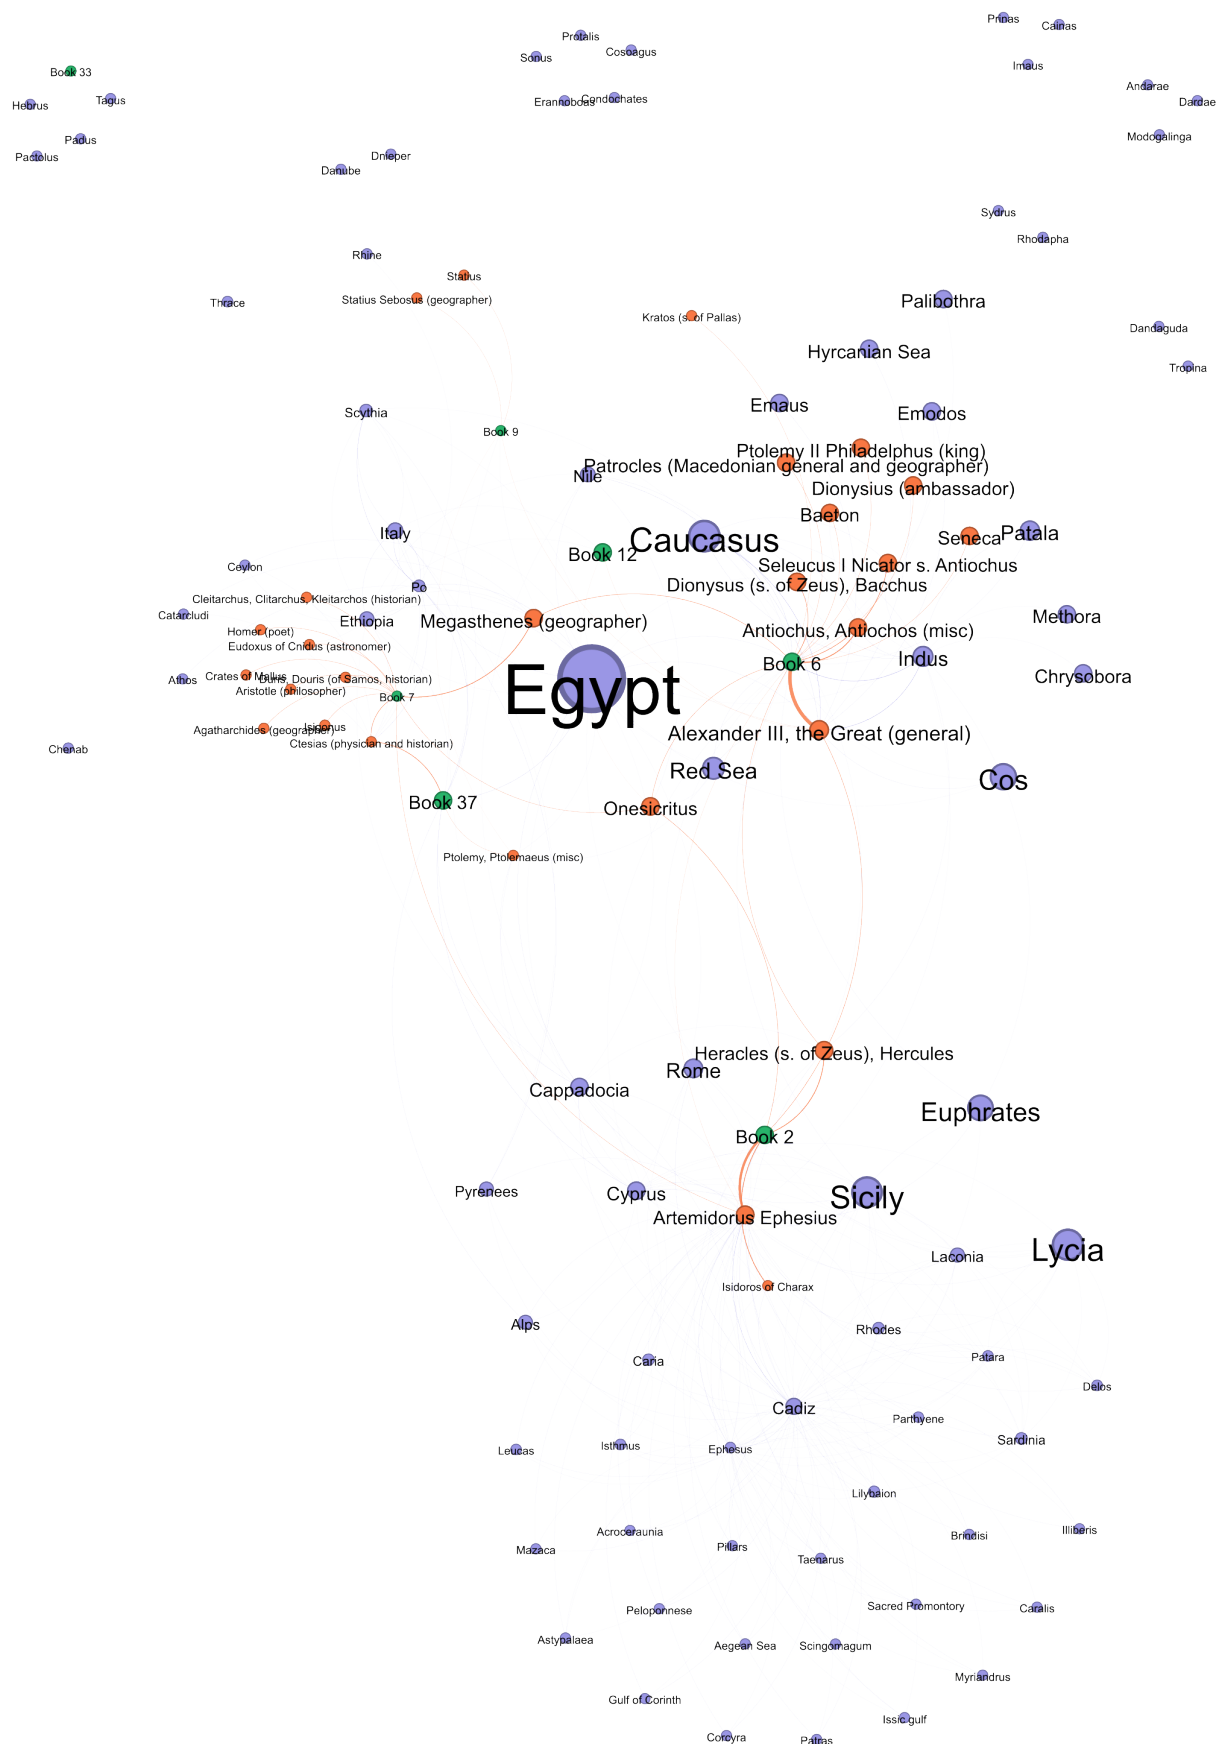 Prinas
Cainas
Protalis
Sonus
Cosoagus
Imaus
Book 33
Andarae
Hebrus
Tagus
Erannoboas
Condochates
Dardae
Padus
Modogalinga
Pactolus
Dnieper
Danube
Sydrus
Rhodapha
Rhine
Statius
Statius Sebosus (geographer)
Thrace
Palibothra
Kratos (s. of Pallas)
Dandaguda
Hyrcanian Sea
Tropina
Emaus
Emodos
Scythia
Book 9
Ptolemy II Philadelphus (king)
Patrocles (Macedonian general and geographer)
Nile
Dionysius (ambassador)
Baeton
Italy
Caucasus
Seneca
Patala
Book 12
Ceylon
Seleucus I Nicator s. Antiochus
Po
Dionysus (s. of Zeus), Bacchus
Cleitarchus, Clitarchus, Kleitarchos (historian)
Catarcludi
Ethiopia
Megasthenes (geographer)
Methora
Homer (poet)
Antiochus, Antiochos (misc)
Eudoxus of Cnidus (astronomer)
Book 6
Indus
Athos
Crates of Mallus
Duris, Douris (of Samos, historian)
Chrysobora
Aristotle (philosopher)
Book 7
Egypt
Agatharchides (geographer)
Isigonus
Ctesias (physician and historian)
Alexander III, the Great (general)
Chenab
Red Sea
Cos
Book 37
Onesicritus
Ptolemy, Ptolemaeus (misc)
Heracles (s. of Zeus), Hercules
Rome
Cappadocia
Euphrates
Book 2
Pyrenees
Cyprus
Sicily
Artemidorus Ephesius
Laconia
Lycia
Isidoros of Charax
Alps
Rhodes
Caria
Patara
Delos
Cadiz
Parthyene
Sardinia
Leucas
Isthmus
Ephesus
Lilybaion
Acroceraunia
Brindisi
Illiberis
Mazaca
Pillars
Taenarus
Peloponnese
Sacred Promontory
Caralis
Astypalaea
Aegean Sea
Scingomagum
Myriandrus
Gulf of Corinth
Issic gulf
Corcyra
Patras